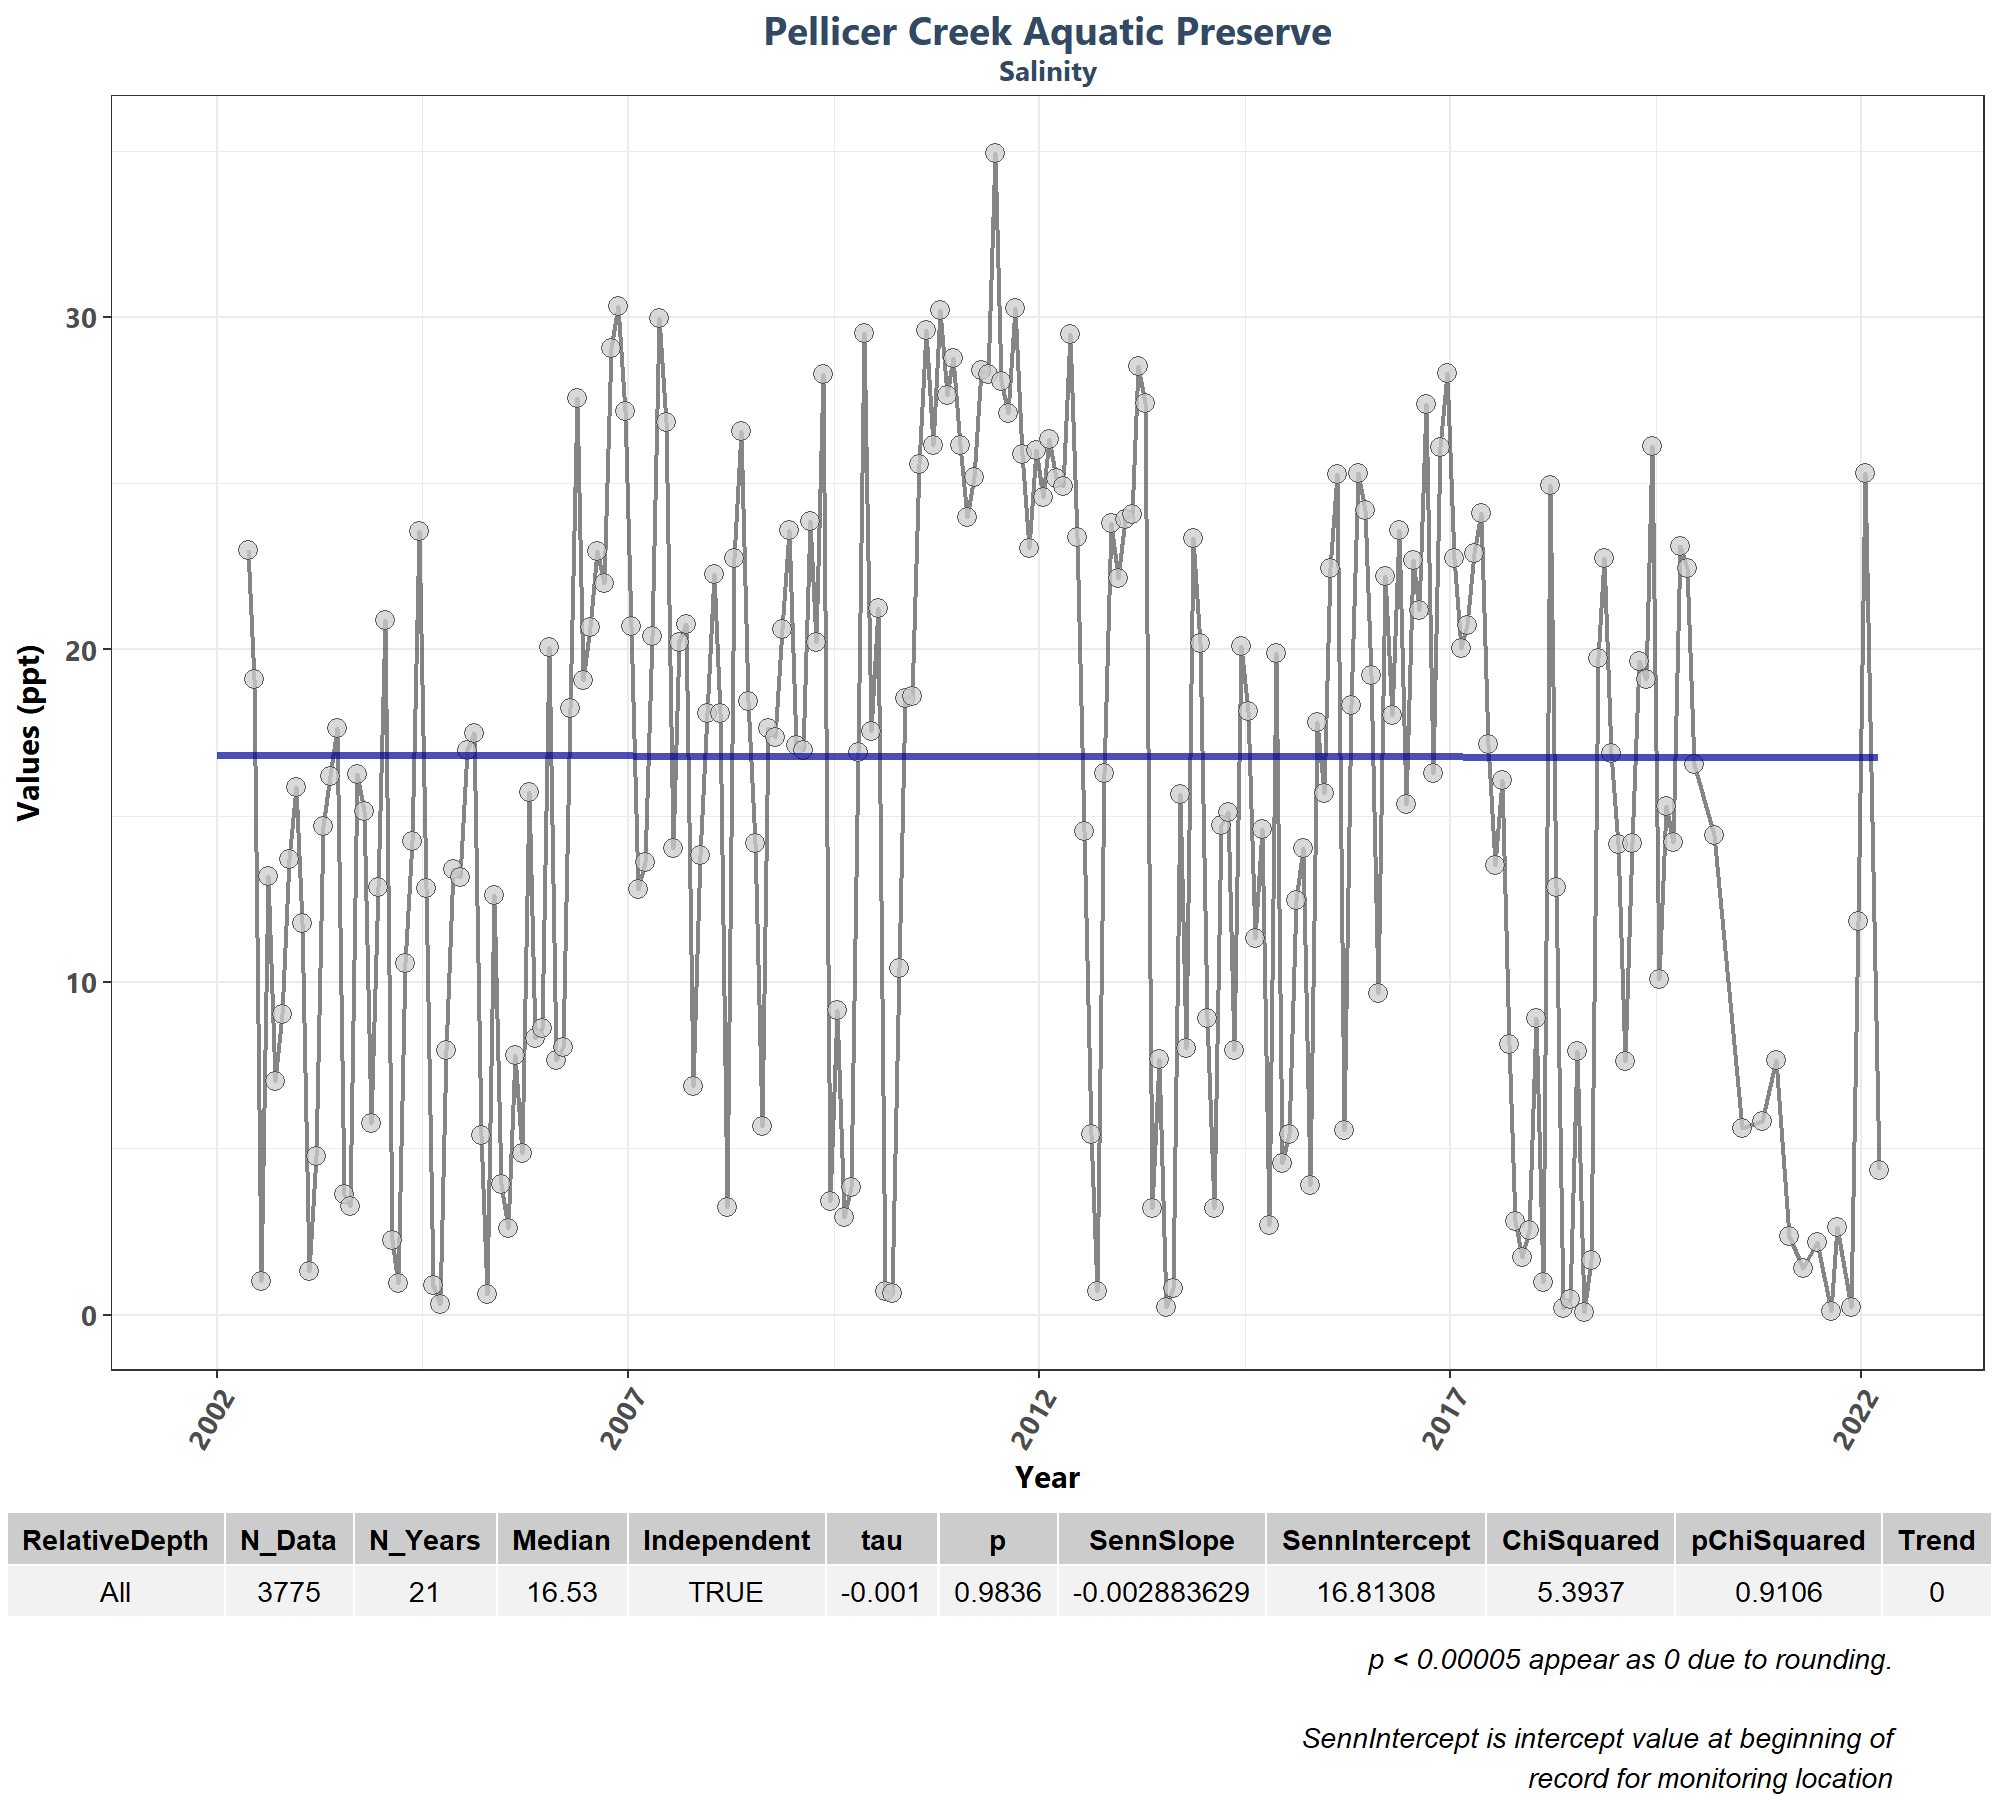 Pellicer Creek Aquatic Preserve
Salinity
Values (ppt)
30
20
10
0
2002 2007 2012 2017 2022
Year
RelativeDepth N_Data N_Years Median Independent tau p SennSlope SennIntercept ChiSquared pChiSquared Trend
All 3775 21 16.53 TRUE -0.001 0.9836 -0.002883629 16.81308 5.3937 0.9106 0
p < 0.00005 appear as 0 due to rounding.
SennIntercept is intercept value at beginning of
record for monitoring location